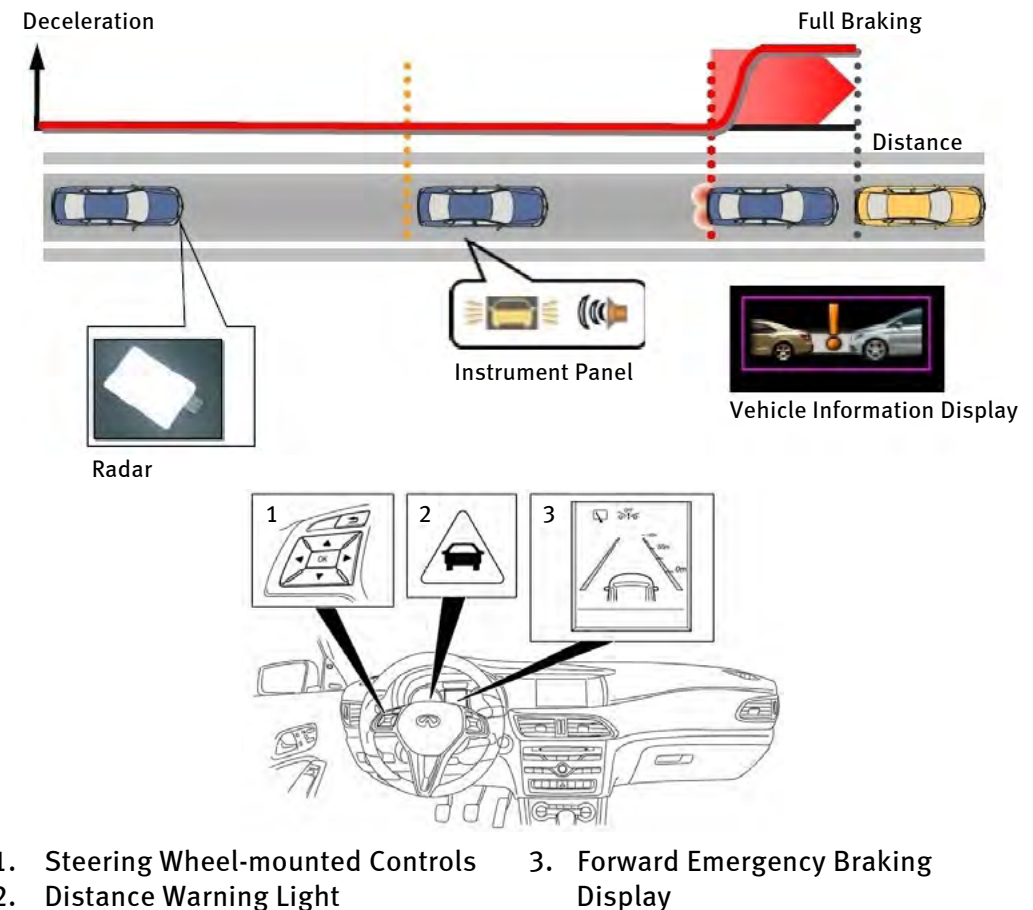 Deceleration
Full Braking
Distance
Instrument Panel
Vehicle Information Display
Radar
1
2
3
OK
0m
1. Steering Wheel-mounted Controls
2. Distance Warning Light
3. Forward Emergency Braking
Display